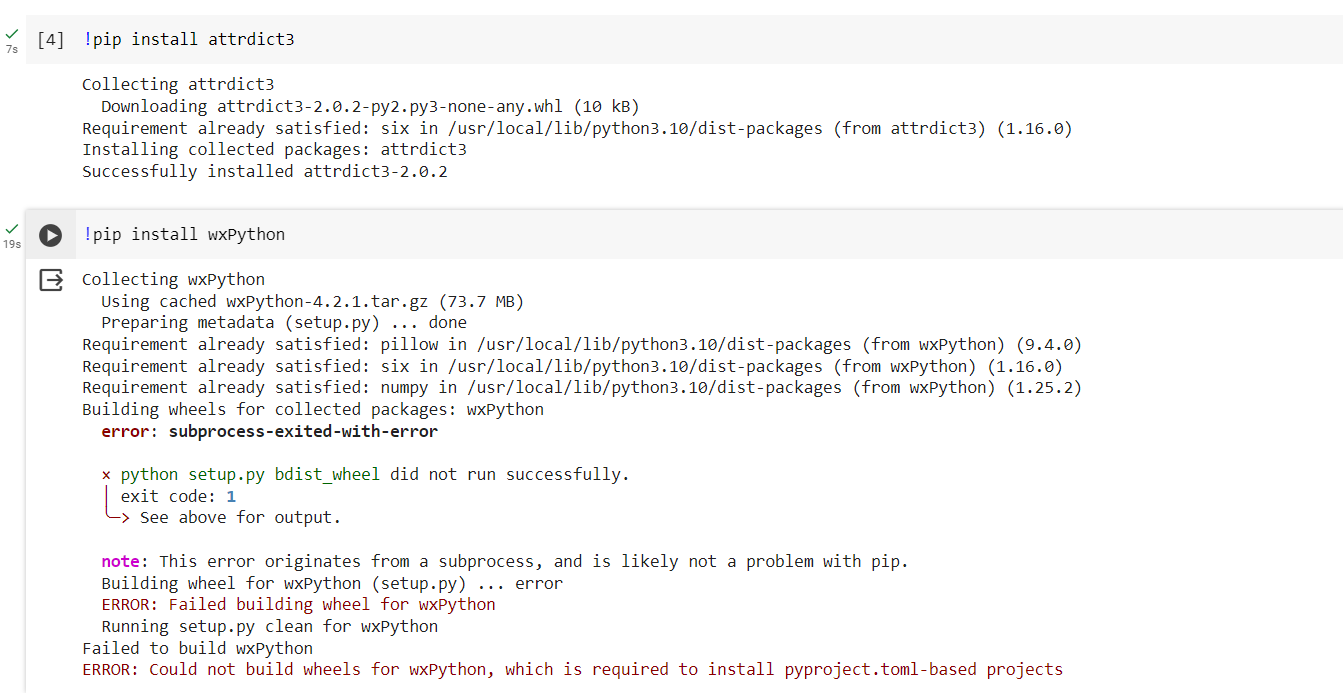 [4] !pip install attrdict3
7s
Collecting attrdict3
Downloading attrdict3-2.0.2-py2.py3-none-any.whl (10 kB)
Requirement already satisfied: six in /usr/local/lib/python3.10/dist-packages (from attrdict3) (1.16.0)
Installing collected packages: attrdict3
Successfully installed attrdict3-2.0.2
!pip install wxPython
19s
Collecting wxPython
Using cached wxPython-4.2.1.tar.gz (73.7 MB)
Preparing metadata (setup.py) ... done
Requirement already satisfied: pillow in /usr/local/lib/python3.10/dist-packages (from wxPython) (9.4.0)
Requirement already satisfied: six in /usr/local/lib/python3.10/dist-packages (from wxPython) (1.16.0)
Requirement already satisfied: numpy in /usr/local/lib/python3.10/dist-packages (from wxPython) (1.25.2)
Building wheels for collected packages: wxPython
error: subprocess-exited-with-error
× python setup.py bdist_wheel did not run successfully.
│ exit code: 1
╰─> See above for output.
note: This error originates from a subprocess, and is likely not a problem with pip.
Building wheel for wxPython (setup.py) ... error
ERROR: Failed building wheel for wxPython
Running setup.py clean for wxPython
Failed to build wxPython
ERROR: Could not build wheels for wxPython, which is required to install pyproject.toml-based projects